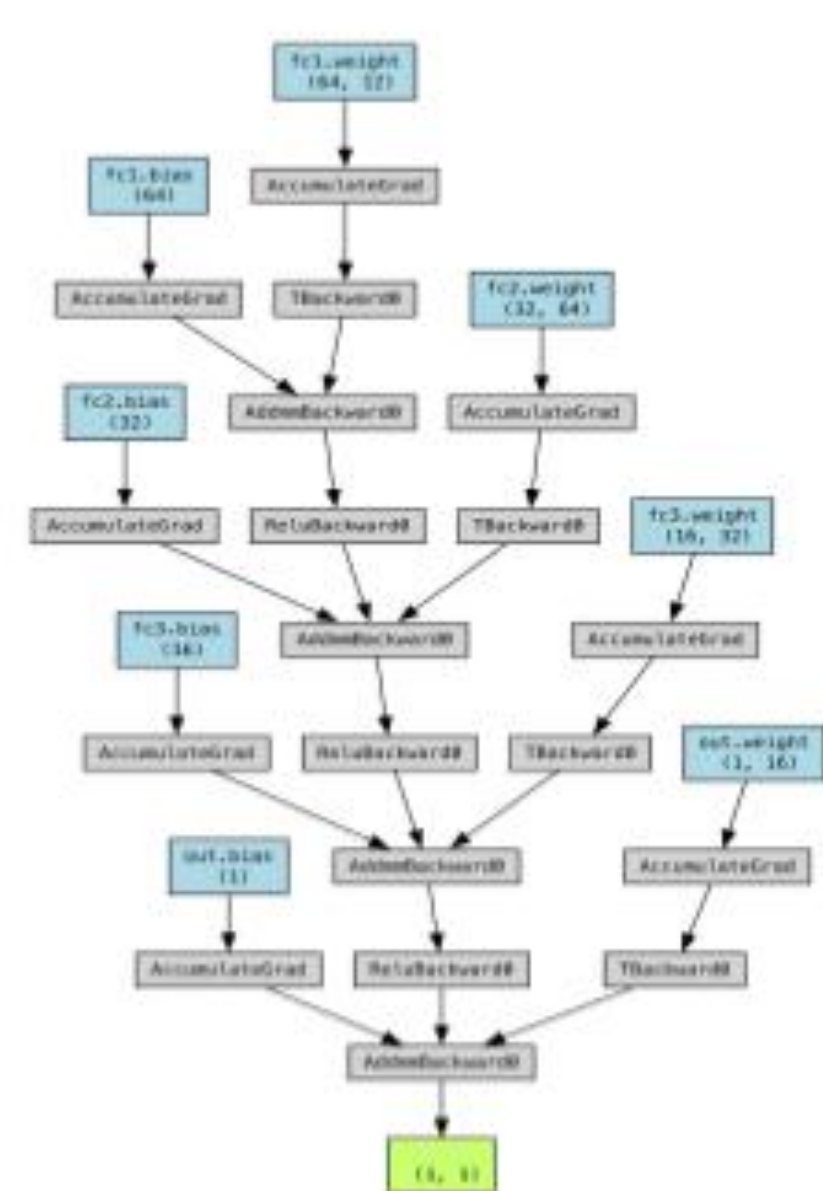 fc1.weight
(64, 12)
fc1.bias
(64)
AccumulateGrad
AccumulateGrad
TBackward0
fc2.weight
(32, 64)
fc2.bias
(32)
AddmmBackward0
AccumulateGrad
AccumulateGrad
ReluBackward0
TBackward0
fc3.weight
(16, 32)
fc3.bias
(16)
AddmmBackward0
AccumulateGrad
AccumulateGrad
ReluBackward0
TBackward0
out.weight
(1, 16)
out.bias
(1)
AddmmBackward0
AccumulateGrad
AccumulateGrad
ReluBackward0
TBackward0
AddmmBackward0
(1, 1)